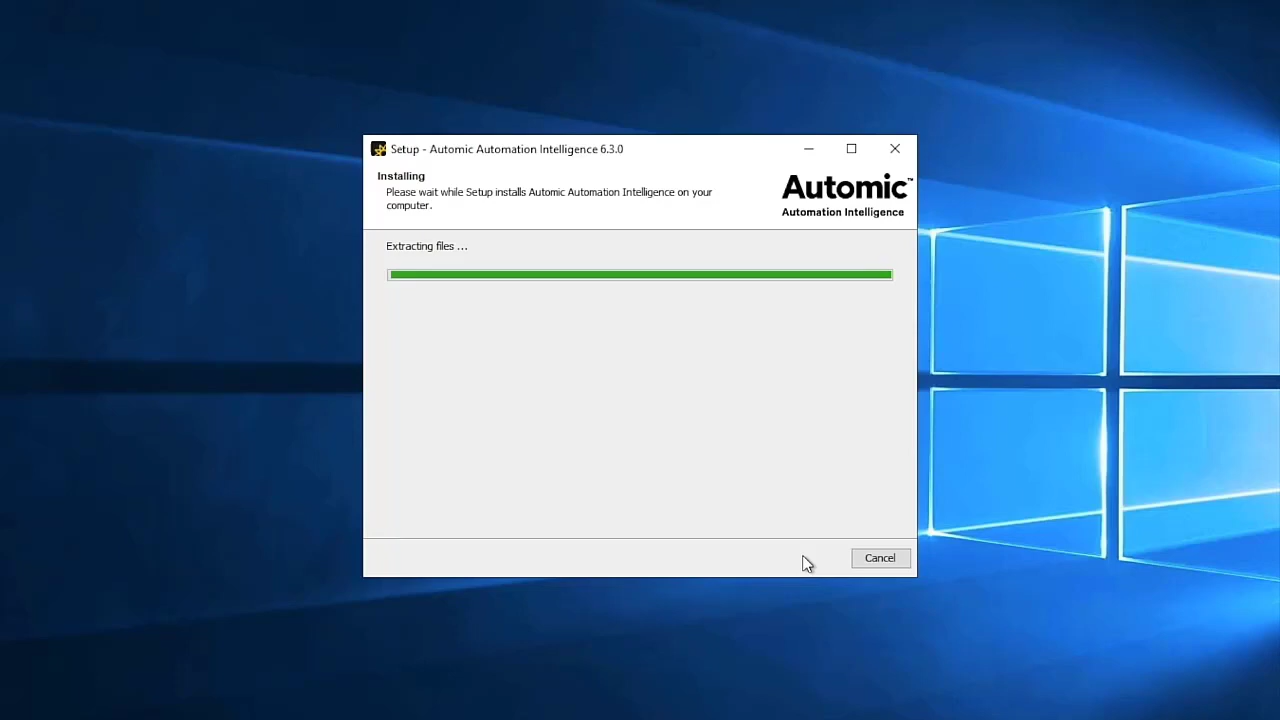 Setup - Automic Automation Intelligence 6.3.0
Installing
Please wait while Setup installs Automic Automation Intelligence on your
computer.
Automic™
Automation Intelligence
Extracting files ...
Cancel